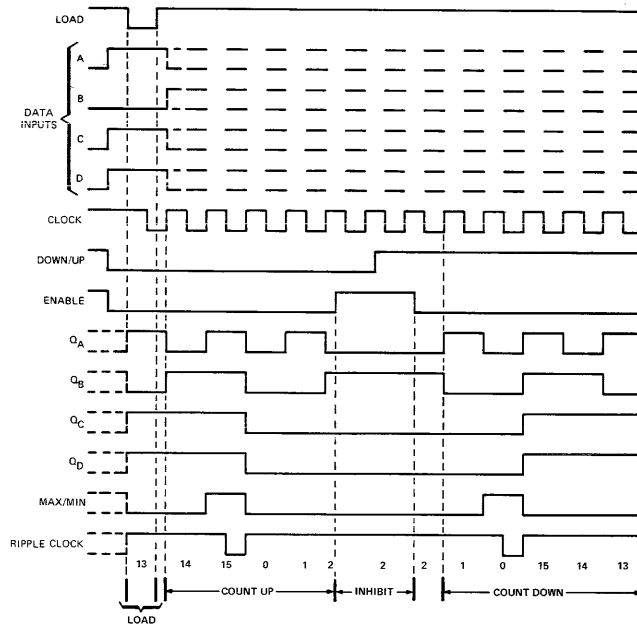 LOAD
A
B
DATA INPUTS
C
D
CLOCK
DOWN/UP
ENABLE
QA
QB
QC
QD
MAX/MIN
RIPPLE CLOCK
13 14 15 0 1 2 2 2 1 0 15 14 13
COUNT UP INHIBIT COUNT DOWN
LOAD